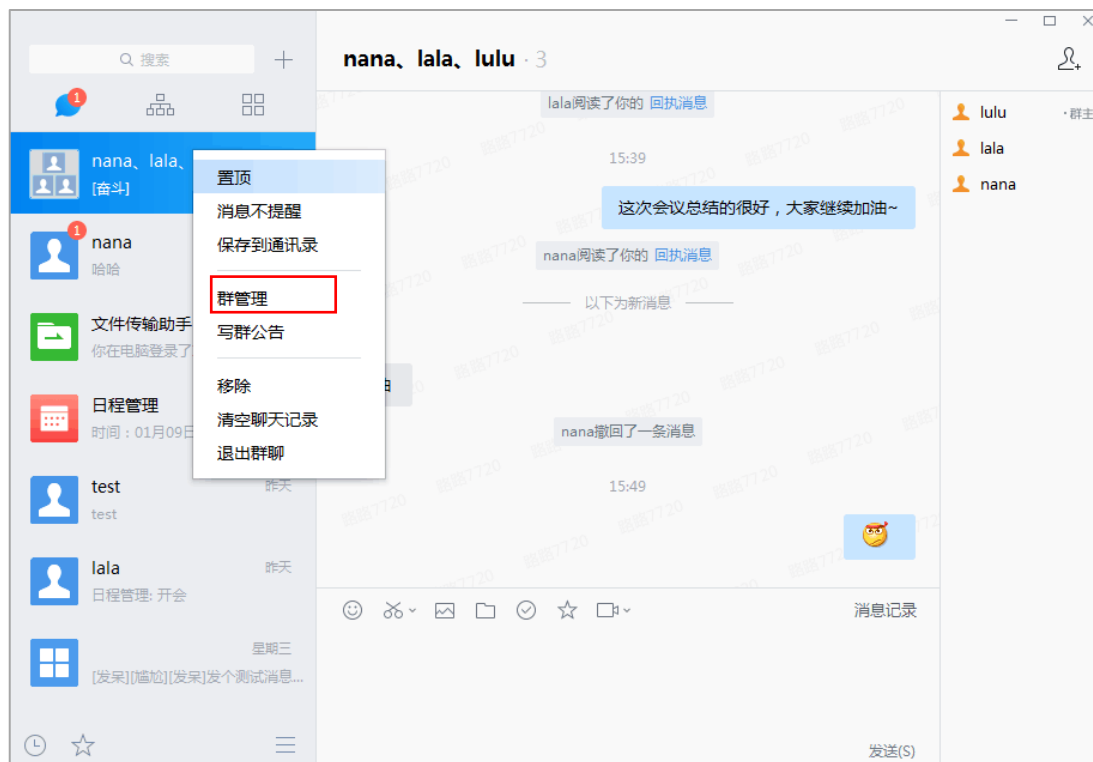 搜索
1
nana、lala、
[奋斗]
1
nana
哈哈
文件传输助手
你在电脑登录了
日程管理
时间：01月09日
test
昨天
test
lala
昨天
日程管理: 开会
星期三
[发呆][尴尬][发呆]发个测试消息...
置顶
消息不提醒
保存到通讯录
群管理
写群公告
移除
清空聊天记录
退出群聊
nana、lala、lulu · 3
lala阅读了你的 回执消息
15:39
这次会议总结的很好，大家继续加油~
nana阅读了你的 回执消息
以下为新消息
nana撤回了一条消息
15:49
消息记录
发送(S)
lulu
·群主
lala
nana